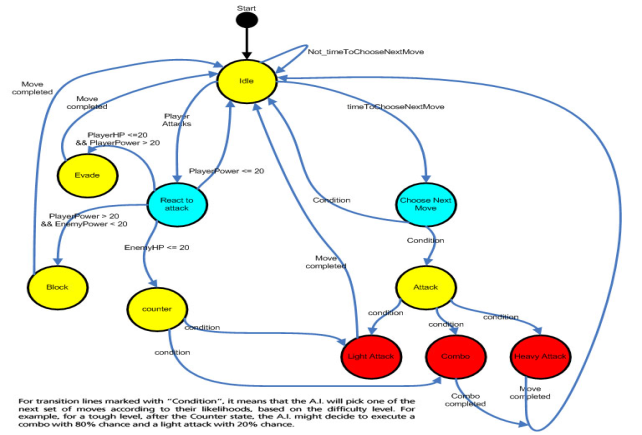 Start
Not_timeToChooseNextMove
Idle
Move
completed
Move
completed
Player
Attacks
timeToChooseNextMove
PlayerHP <=20
&& PlayerPower > 20
PlayerPower <= 20
Evade
React to
attack
Condition
Choose Next
Move
PlayerPower > 20
&& EnemyPower < 20
EnemyHP <= 20
Condition
Move
completed
Block
Attack
counter
condition
condition
condition
condition
condition
Light Attack
Combo
Heavy Attack
Combo
completed
Move
completed
For transition lines marked with "Condition", it means that the A.I. will pick one of the
next set of moves according to their likelihoods, based on the difficulty level. For
example, for a tough level, after the Counter state, the A.I. might decide to execute a
combo with 80% chance and a light attack with 20% chance.